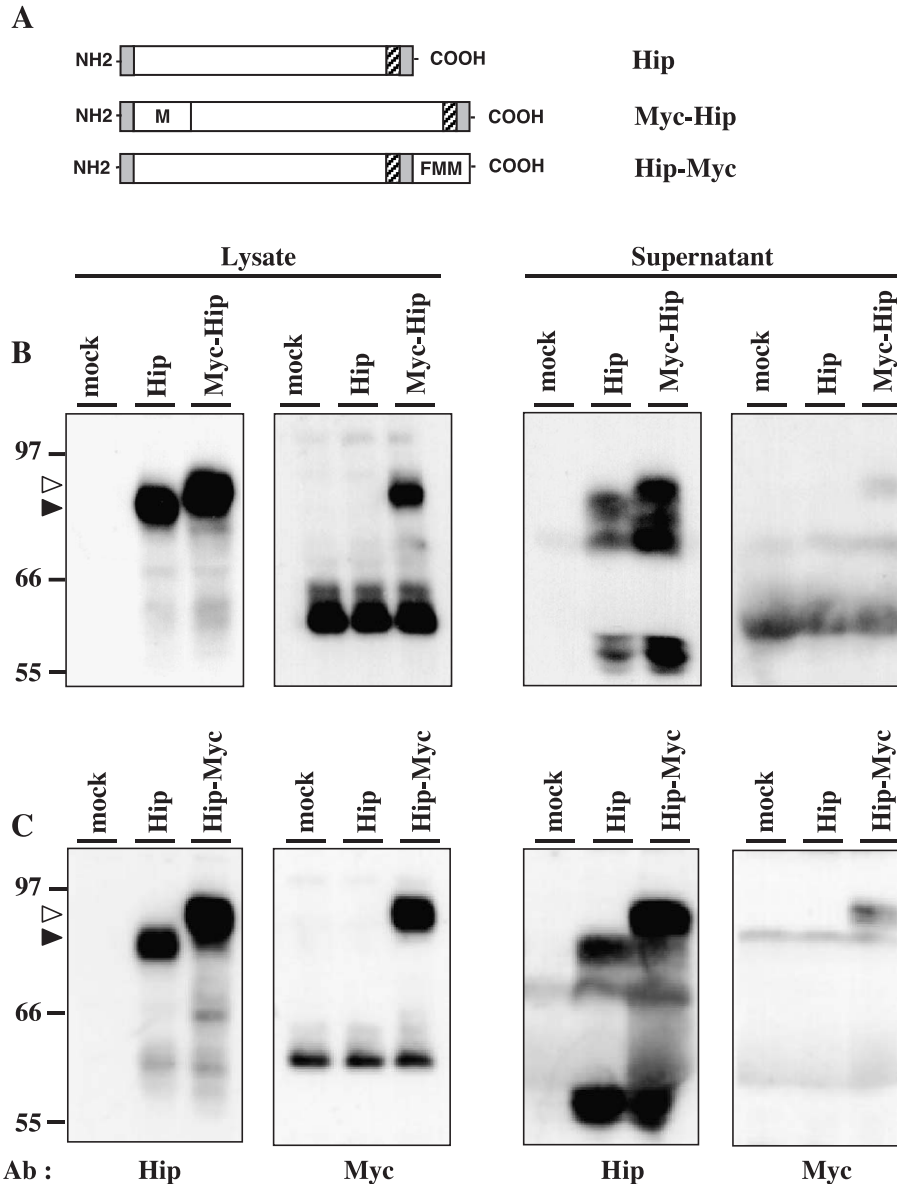 A
NH2 COOH Hip
NH2 M COOH Myc-Hip
NH2 FMM COOH Hip-Myc
Lysate Supernatant
B
mock Hip Myc-Hip mock Hip Myc-Hip mock Hip Myc-Hip mock Hip Myc-Hip
97
66
55
C
mock Hip Hip-Myc mock Hip Hip-Myc mock Hip Hip-Myc mock Hip Hip-Myc
97
66
55
Ab : Hip Myc Hip Myc